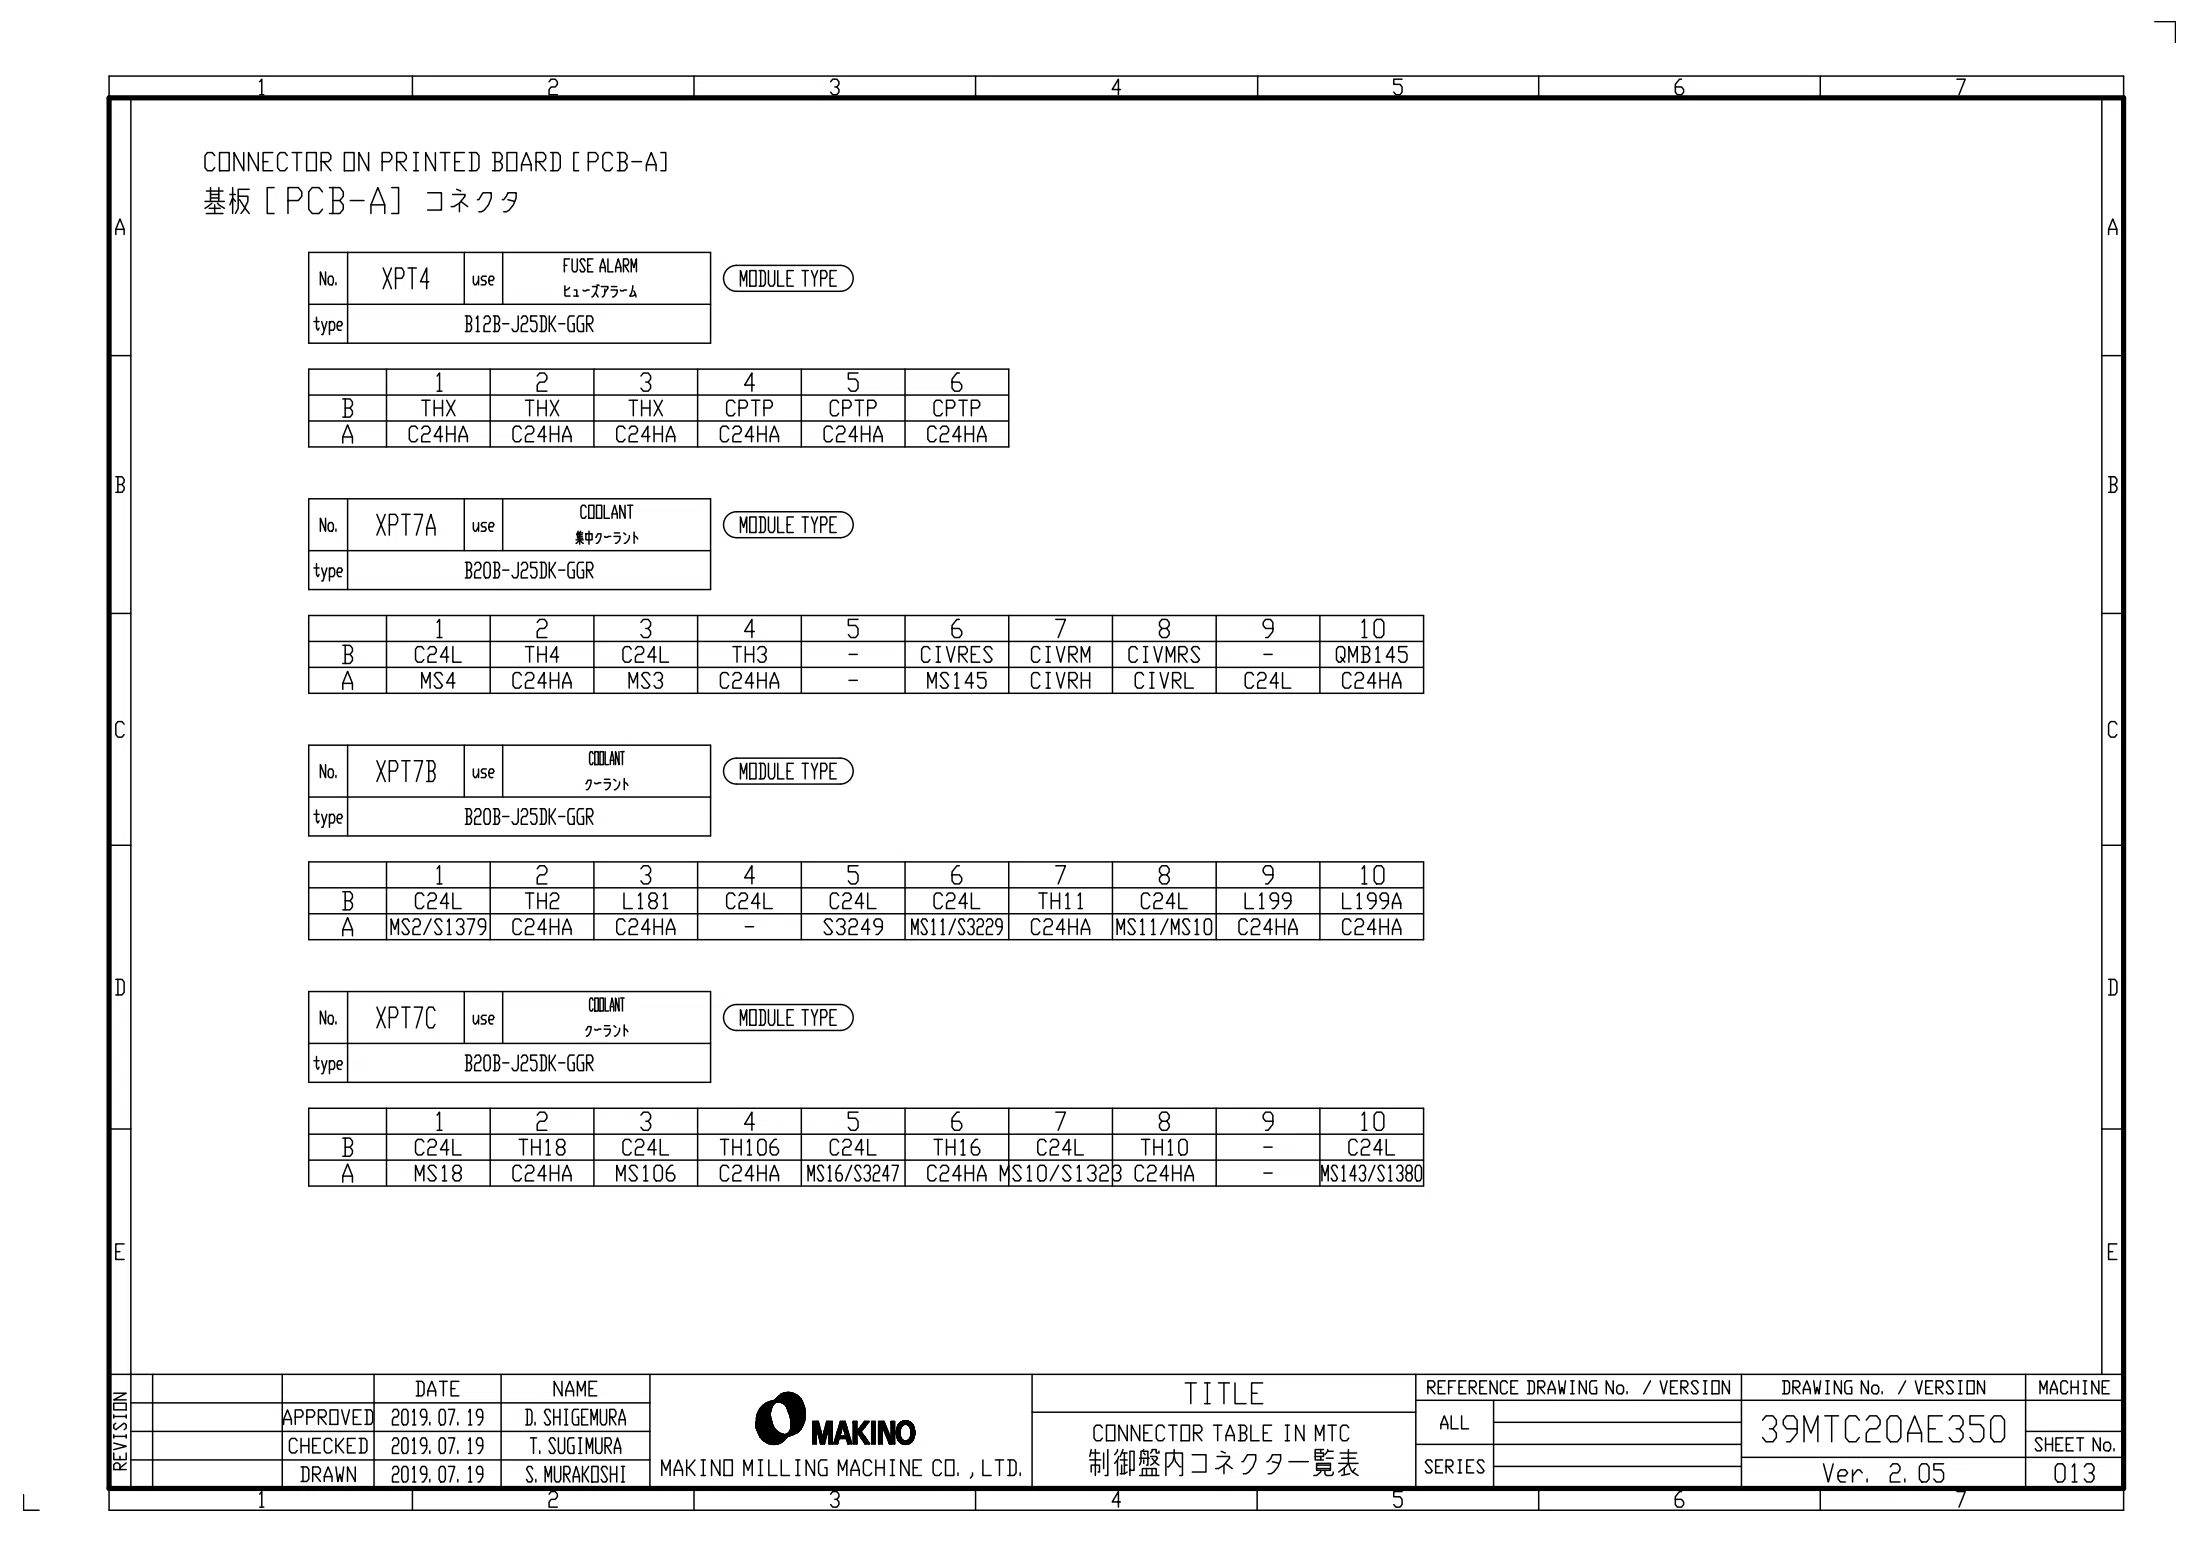 1 2 3 4 5 6 7
CONNECTOR ON PRINTED BOARD [PCB-A]
基板 [PCB-A] コネクタ
A A
No. XPT4 use FUSE ALARM MODULE TYPE
ヒューズアラーム
type B12B-J25DK-GGR
1 2 3 4 5 6
B THX THX THX CPTP CPTP CPTP
A C24HA C24HA C24HA C24HA C24HA C24HA
B B
No. XPT7A use COOLANT MODULE TYPE
集中クーラント
type B20B-J25DK-GGR
1 2 3 4 5 6 7 8 9 10
B C24L TH4 C24L TH3 - CIVRES CIVRM CIVMRS - QMB145
A MS4 C24HA MS3 C24HA - MS145 CIVRH CIVRL C24L C24HA
C C
No. XPT7B use COOLANT MODULE TYPE
クーラント
type B20B-J25DK-GGR
1 2 3 4 5 6 7 8 9 10
B C24L TH2 L181 C24L C24L C24L TH11 C24L L199 L199A
A MS2/S1379 C24HA C24HA - S3249 MS11/S3229 C24HA MS11/MS10 C24HA C24HA
D D
No. XPT7C use COOLANT MODULE TYPE
クーラント
type B20B-J25DK-GGR
1 2 3 4 5 6 7 8 9 10
B C24L TH18 C24L TH106 C24L TH16 C24L TH10 - C24L
A MS18 C24HA MS106 C24HA MS16/S3247 C24HA MS10/S1323 C24HA - MS143/S1380
E E
REVISION
DATE NAME
APPROVED 2019.07.19 D. SHIGEMURA
CHECKED 2019.07.19 T. SUGIMURA
DRAWN 2019.07.19 S. MURAKOSHI
MAKINO
MAKINO MILLING MACHINE CO. , LTD.
TITLE
CONNECTOR TABLE IN MTC
制御盤内コネクタ一覧表
REFERENCE DRAWING No. / VERSION
ALL
SERIES
DRAWING No. / VERSION
39MTC20AE350
Ver. 2.05
MACHINE
SHEET No.
013
1 2 3 4 5 6 7